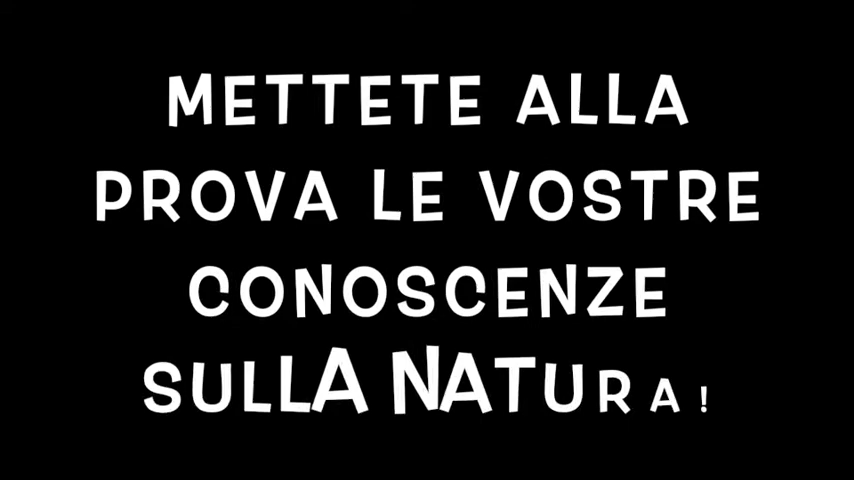 METTETE ALLA
PROVA LE VOSTRE
CONOSCENZE
SULLA NATURA!